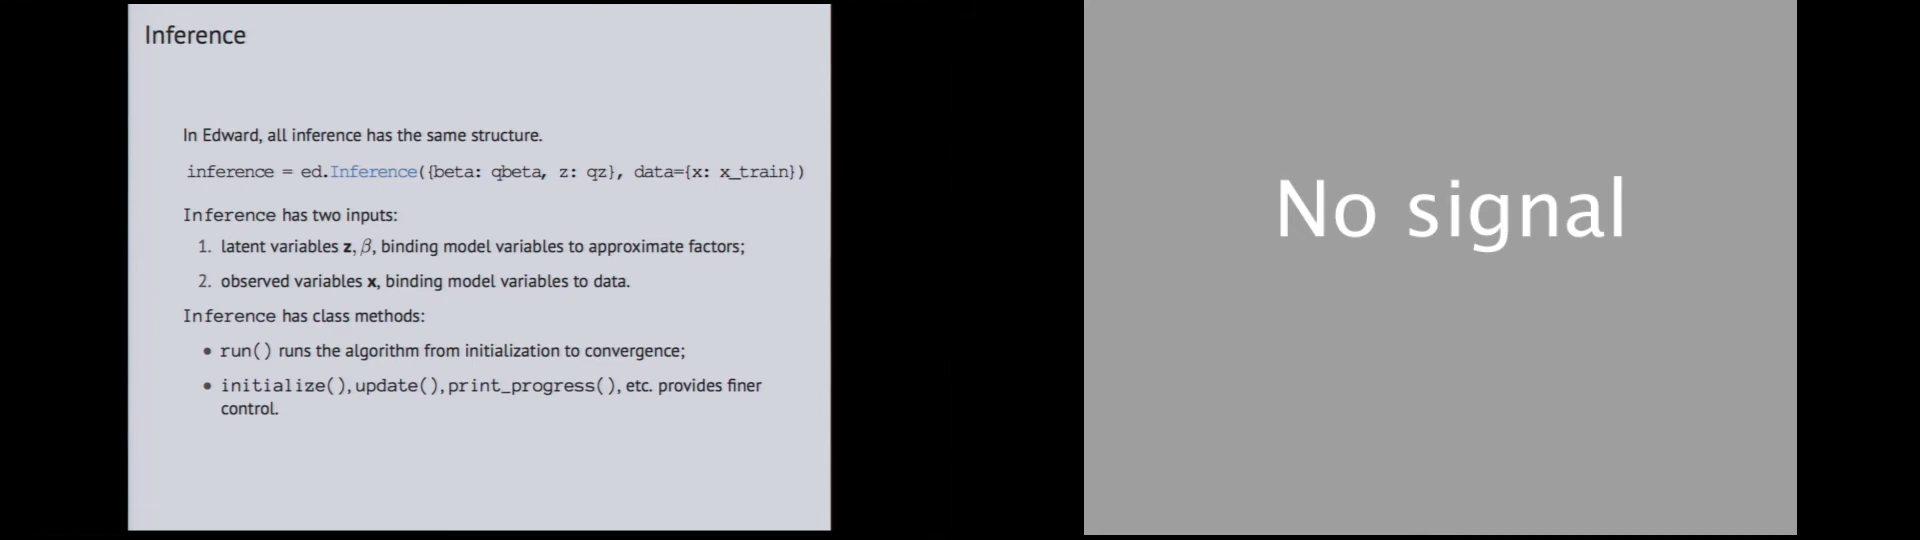 Inference
In Edward, all inference has the same structure.
inference = ed.Inference({beta: qbeta, z: qz}, data={x: x_train})
Inference has two inputs:
1. latent variables z, β, binding model variables to approximate factors;
2. observed variables x, binding model variables to data.
Inference has class methods:
• run() runs the algorithm from initialization to convergence;
• initialize(), update(), print_progress(), etc. provides finer
control.
No signal